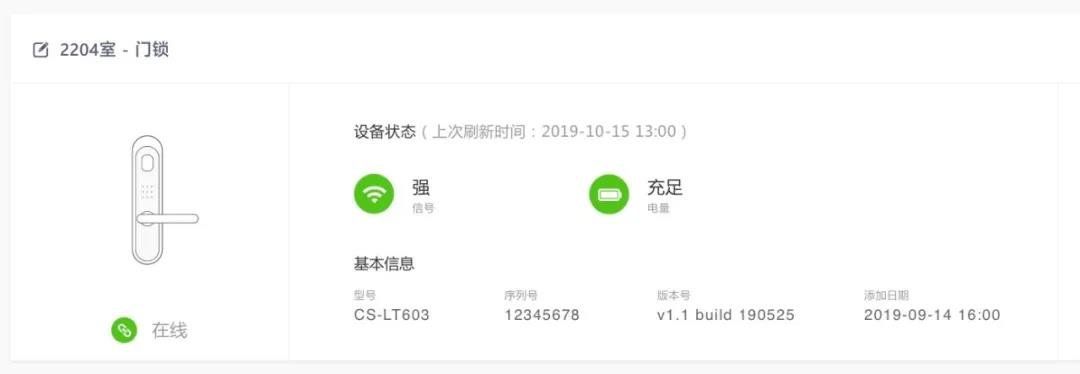 2204室 - 门锁
设备状态（上次刷新时间：2019-10-15 13:00）
强
信号
充足
电量
基本信息
型号
CS-LT603
序列号
12345678
版本号
v1.1 build 190525
添加日期
2019-09-14 16:00
在线